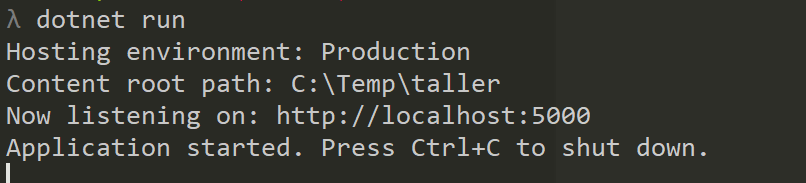 λ dotnet run
Hosting environment: Production
Content root path: C:\Temp\taller
Now listening on: http://localhost:5000
Application started. Press Ctrl+C to shut down.